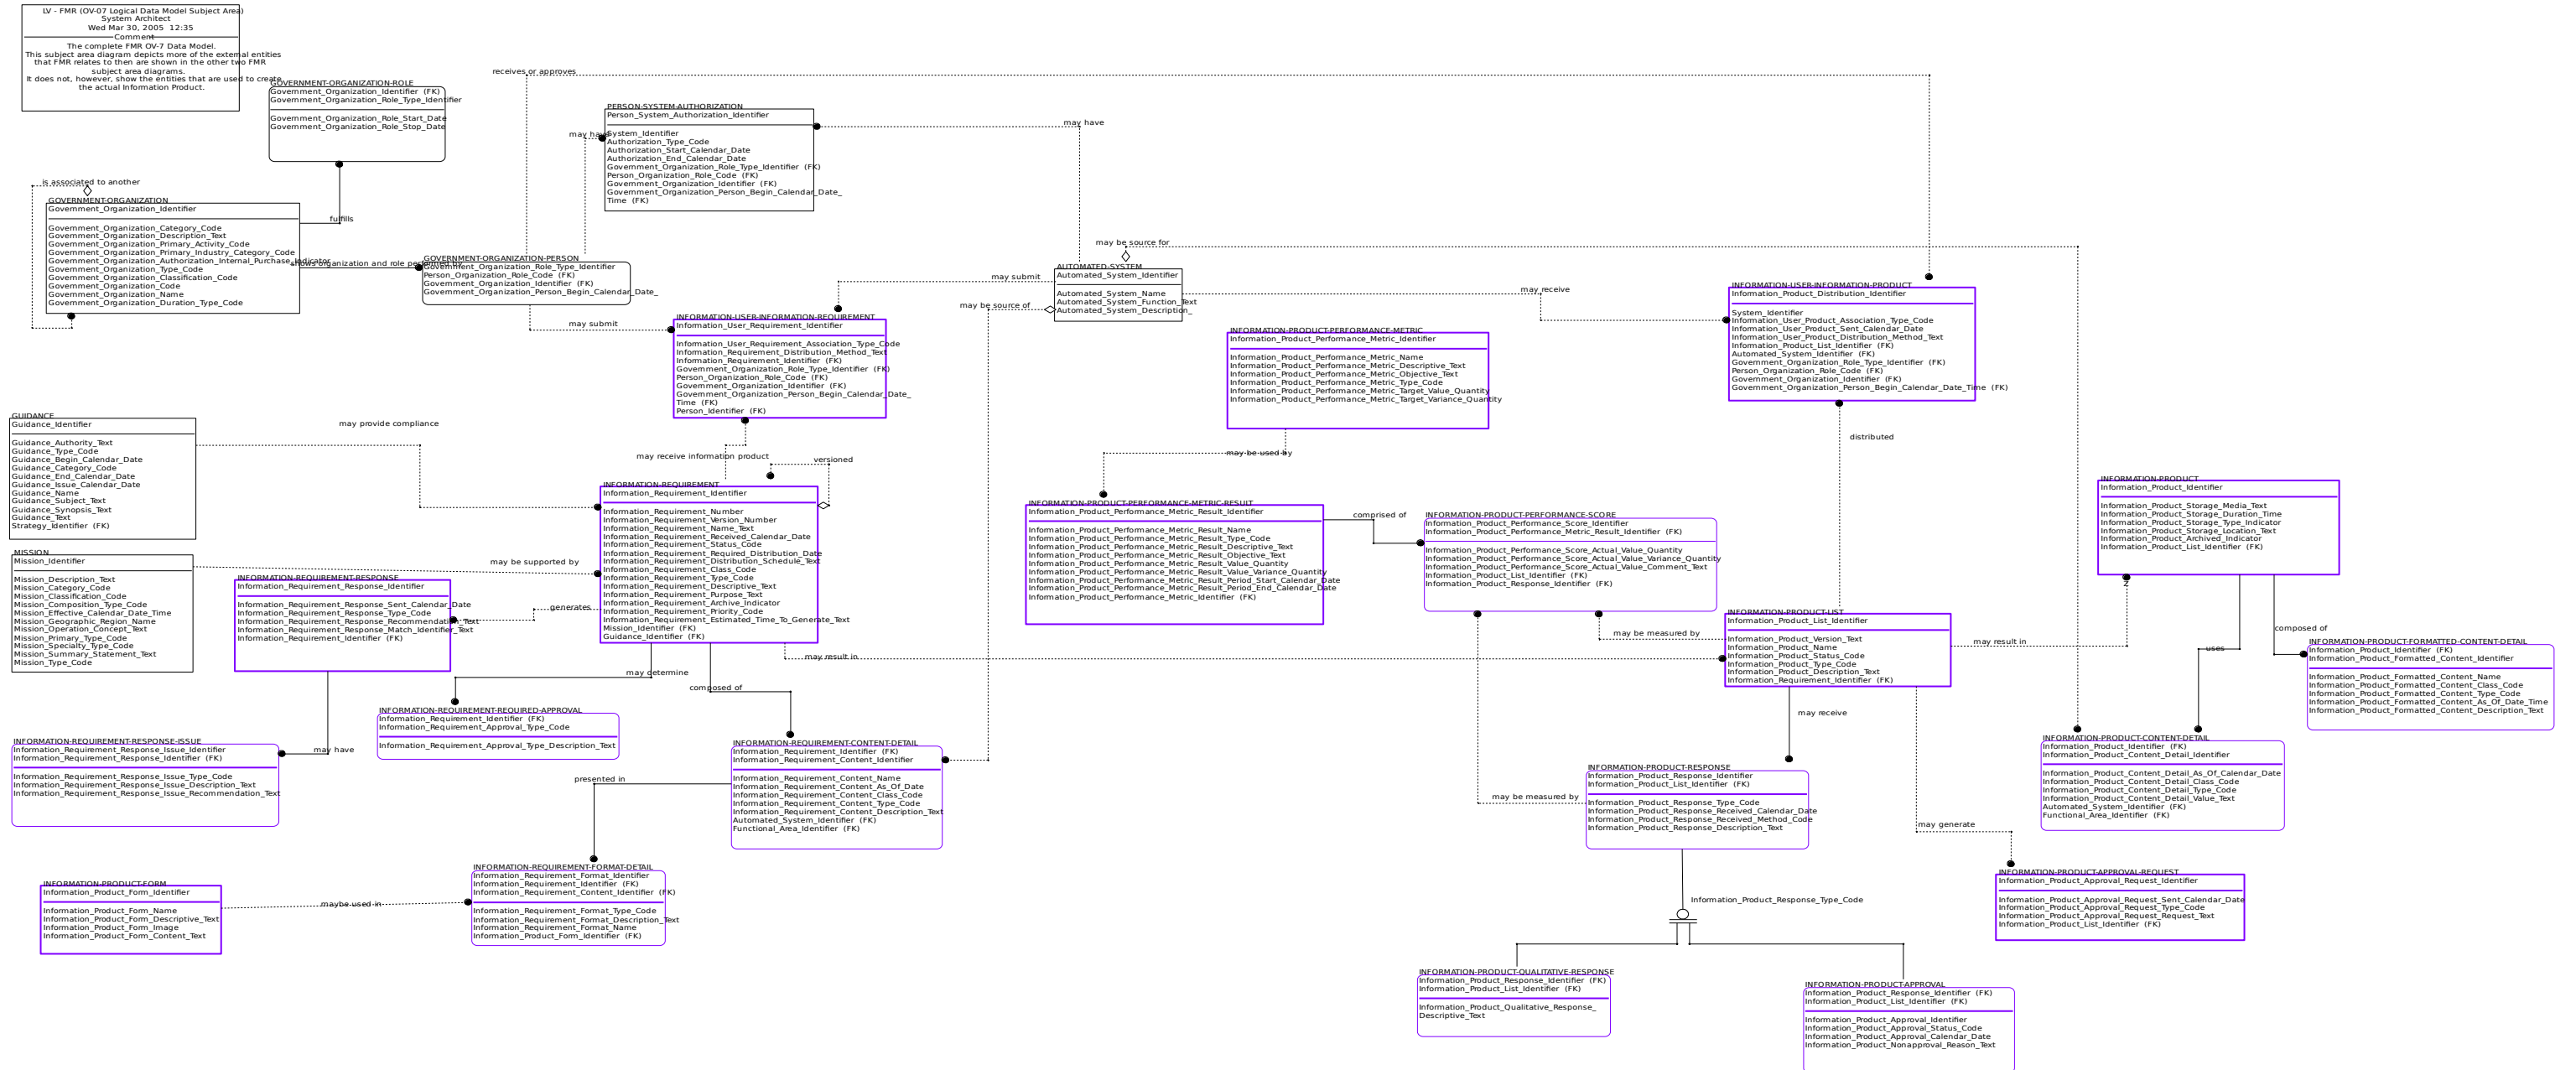 LV - FMR (OV-07 Logical Data Model Subject Area)
System Architect
Wed Mar 30, 2005  12:35
Comment
The complete FMR OV-7 Data Model.
This subject area diagram depicts more of the external entities
that FMR relates to then are shown in the other two FMR
subject area diagrams.
It does not, however, show the entities that are used to create
the actual Information Product.
GOVERNMENT-ORGANIZATION-ROLE
Government_Organization_Identifier (FK)
Government_Organization_Role_Type_Identifier
Government_Organization_Role_Start_Date
Government_Organization_Role_Stop_Date
receives or approves
PERSON-SYSTEM-AUTHORIZATION
Person_System_Authorization_Identifier
System_Identifier
Authorization_Type_Code
Authorization_Start_Calendar_Date
Authorization_End_Calendar_Date
Government_Organization_Role_Type_Identifier (FK)
Person_Organization_Role_Code (FK)
Government_Organization_Identifier (FK)
Government_Organization_Person_Begin_Calendar_Date_
Time (FK)
may have
may have
is associated to another
GOVERNMENT-ORGANIZATION
Government_Organization_Identifier
Government_Organization_Category_Code
Government_Organization_Description_Text
Government_Organization_Primary_Activity_Code
Government_Organization_Primary_Industry_Category_Code
Government_Organization_Authorization_Internal_Purchase_Indicator
Government_Organization_Type_Code
Government_Organization_Classification_Code
Government_Organization_Code
Government_Organization_Name
Government_Organization_Duration_Type_Code
fulfills
shows organization and role performed by
GOVERNMENT-ORGANIZATION-PERSON
Government_Organization_Role_Type_Identifier
Person_Organization_Role_Code (FK)
Government_Organization_Identifier (FK)
Government_Organization_Person_Begin_Calendar_Date_
may submit
may be source for
AUTOMATED-SYSTEM
Automated_System_Identifier
Automated_System_Name
Automated_System_Function_Text
Automated_System_Description_
may submit
may be source of
may receive
INFORMATION-USER-INFORMATION-PRODUCT
Information_Product_Distribution_Identifier
System_Identifier
Information_User_Product_Association_Type_Code
Information_User_Product_Sent_Calendar_Date
Information_User_Product_Distribution_Method_Text
Information_Product_List_Identifier (FK)
Automated_System_Identifier (FK)
Government_Organization_Role_Type_Identifier (FK)
Person_Organization_Role_Code (FK)
Government_Organization_Identifier (FK)
Government_Organization_Person_Begin_Calendar_Date_Time (FK)
INFORMATION-USER-INFORMATION-REQUIREMENT
Information_User_Requirement_Identifier
Information_User_Requirement_Association_Type_Code
Information_Requirement_Distribution_Method_Text
Information_Requirement_Identifier (FK)
Government_Organization_Role_Type_Identifier (FK)
Person_Organization_Role_Code (FK)
Government_Organization_Identifier (FK)
Government_Organization_Person_Begin_Calendar_Date_
Time (FK)
Person_Identifier (FK)
INFORMATION-PRODUCT-PERFORMANCE-METRIC
Information_Product_Performance_Metric_Identifier
Information_Product_Performance_Metric_Name
Information_Product_Performance_Metric_Descriptive_Text
Information_Product_Performance_Metric_Objective_Text
Information_Product_Performance_Metric_Type_Code
Information_Product_Performance_Metric_Target_Value_Quantity
Information_Product_Performance_Metric_Target_Variance_Quantity
GUIDANCE
Guidance_Identifier
Guidance_Authority_Text
Guidance_Type_Code
Guidance_Begin_Calendar_Date
Guidance_Category_Code
Guidance_End_Calendar_Date
Guidance_Issue_Calendar_Date
Guidance_Name
Guidance_Subject_Text
Guidance_Synopsis_Text
Guidance_Text
Strategy_Identifier (FK)
may provide compliance
may receive information product
versioned
may be used by
distributed
INFORMATION-REQUIREMENT
Information_Requirement_Identifier
Information_Requirement_Number
Information_Requirement_Version_Number
Information_Requirement_Name_Text
Information_Requirement_Received_Calendar_Date
Information_Requirement_Status_Code
Information_Requirement_Required_Distribution_Date
Information_Requirement_Distribution_Schedule_Text
Information_Requirement_Class_Code
Information_Requirement_Type_Code
Information_Requirement_Descriptive_Text
Information_Requirement_Purpose_Text
Information_Requirement_Archive_Indicator
Information_Requirement_Priority_Code
Information_Requirement_Estimated_Time_To_Generate_Text
Mission_Identifier (FK)
Guidance_Identifier (FK)
INFORMATION-PRODUCT-PERFORMANCE-METRIC-RESULT
Information_Product_Performance_Metric_Result_Identifier
Information_Product_Performance_Metric_Result_Name
Information_Product_Performance_Metric_Result_Type_Code
Information_Product_Performance_Metric_Result_Descriptive_Text
Information_Product_Performance_Metric_Result_Objective_Text
Information_Product_Performance_Metric_Result_Value_Quantity
Information_Product_Performance_Metric_Result_Value_Variance_Quantity
Information_Product_Performance_Metric_Result_Period_Start_Calendar_Date
Information_Product_Performance_Metric_Result_Period_End_Calendar_Date
Information_Product_Performance_Metric_Identifier (FK)
comprised of
INFORMATION-PRODUCT-PERFORMANCE-SCORE
Information_Product_Performance_Score_Identifier
Information_Product_Performance_Metric_Result_Identifier (FK)
Information_Product_Performance_Score_Actual_Value_Quantity
Information_Product_Performance_Score_Actual_Value_Variance_Quantity
Information_Product_Performance_Score_Actual_Value_Comment_Text
Information_Product_List_Identifier (FK)
Information_Product_Response_Identifier (FK)
INFORMATION-PRODUCT
Information_Product_Identifier
Information_Product_Storage_Media_Text
Information_Product_Storage_Duration_Time
Information_Product_Storage_Type_Indicator
Information_Product_Storage_Location_Text
Information_Product_Archived_Indicator
Information_Product_List_Identifier (FK)
Z
MISSION
Mission_Identifier
Mission_Description_Text
Mission_Category_Code
Mission_Classification_Code
Mission_Composition_Type_Code
Mission_Effective_Calendar_Date_Time
Mission_Geographic_Region_Name
Mission_Operation_Concept_Text
Mission_Primary_Type_Code
Mission_Specialty_Type_Code
Mission_Summary_Statement_Text
Mission_Type_Code
may be supported by
INFORMATION-REQUIREMENT-RESPONSE
Information_Requirement_Response_Identifier
Information_Requirement_Response_Sent_Calendar_Date
Information_Requirement_Response_Type_Code
Information_Requirement_Response_Recommendation_Text
Information_Requirement_Response_Match_Identifier_Text
Information_Requirement_Identifier (FK)
generates
may be measured by
INFORMATION-PRODUCT-LIST
Information_Product_List_Identifier
Information_Product_Version_Text
Information_Product_Name
Information_Product_Status_Code
Information_Product_Type_Code
Information_Product_Description_Text
Information_Requirement_Identifier (FK)
may result in
may result in
uses
composed of
INFORMATION-PRODUCT-FORMATTED-CONTENT-DETAIL
Information_Product_Identifier (FK)
Information_Product_Formatted_Content_Identifier
Information_Product_Formatted_Content_Name
Information_Product_Formatted_Content_Class_Code
Information_Product_Formatted_Content_Type_Code
Information_Product_Formatted_Content_As_Of_Date_Time
Information_Product_Formatted_Content_Description_Text
may determine
composed of
INFORMATION-REQUIREMENT-REQUIRED-APPROVAL
Information_Requirement_Identifier (FK)
Information_Requirement_Approval_Type_Code
Information_Requirement_Approval_Type_Description_Text
may receive
INFORMATION-REQUIREMENT-RESPONSE-ISSUE
Information_Requirement_Response_Issue_Identifier
Information_Requirement_Response_Identifier (FK)
Information_Requirement_Response_Issue_Type_Code
Information_Requirement_Response_Issue_Description_Text
Information_Requirement_Response_Issue_Recommendation_Text
may have
INFORMATION-REQUIREMENT-CONTENT-DETAIL
Information_Requirement_Identifier (FK)
Information_Requirement_Content_Identifier
Information_Requirement_Content_Name
Information_Requirement_Content_As_Of_Date
Information_Requirement_Content_Class_Code
Information_Requirement_Content_Type_Code
Information_Requirement_Content_Description_Text
Automated_System_Identifier (FK)
Functional_Area_Identifier (FK)
presented in
INFORMATION-PRODUCT-CONTENT-DETAIL
Information_Product_Identifier (FK)
Information_Product_Content_Detail_Identifier
Information_Product_Content_Detail_As_Of_Calendar_Date
Information_Product_Content_Detail_Class_Code
Information_Product_Content_Detail_Type_Code
Information_Product_Content_Detail_Value_Text
Automated_System_Identifier (FK)
Functional_Area_Identifier (FK)
INFORMATION-PRODUCT-RESPONSE
Information_Product_Response_Identifier
Information_Product_List_Identifier (FK)
Information_Product_Response_Type_Code
Information_Product_Response_Received_Calendar_Date
Information_Product_Response_Received_Method_Code
Information_Product_Response_Description_Text
may be measured by
may generate
INFORMATION-REQUIREMENT-FORMAT-DETAIL
Information_Requirement_Format_Identifier
Information_Requirement_Identifier (FK)
Information_Requirement_Content_Identifier (FK)
Information_Requirement_Format_Type_Code
Information_Requirement_Format_Description_Text
Information_Requirement_Format_Name
Information_Product_Form_Identifier (FK)
INFORMATION-PRODUCT-FORM
Information_Product_Form_Identifier
Information_Product_Form_Name
Information_Product_Form_Descriptive_Text
Information_Product_Form_Image
Information_Product_Form_Content_Text
maybe used in
INFORMATION-PRODUCT-APPROVAL-REQUEST
Information_Product_Approval_Request_Identifier
Information_Product_Approval_Request_Sent_Calendar_Date
Information_Product_Approval_Request_Type_Code
Information_Product_Approval_Request_Request_Text
Information_Product_List_Identifier (FK)
Information_Product_Response_Type_Code
INFORMATION-PRODUCT-QUALITATIVE-RESPONSE
Information_Product_Response_Identifier (FK)
Information_Product_List_Identifier (FK)
Information_Product_Qualitative_Response_
Descriptive_Text
INFORMATION-PRODUCT-APPROVAL
Information_Product_Response_Identifier (FK)
Information_Product_List_Identifier (FK)
Information_Product_Approval_Identifier
Information_Product_Approval_Status_Code
Information_Product_Approval_Calendar_Date
Information_Product_Nonapproval_Reason_Text